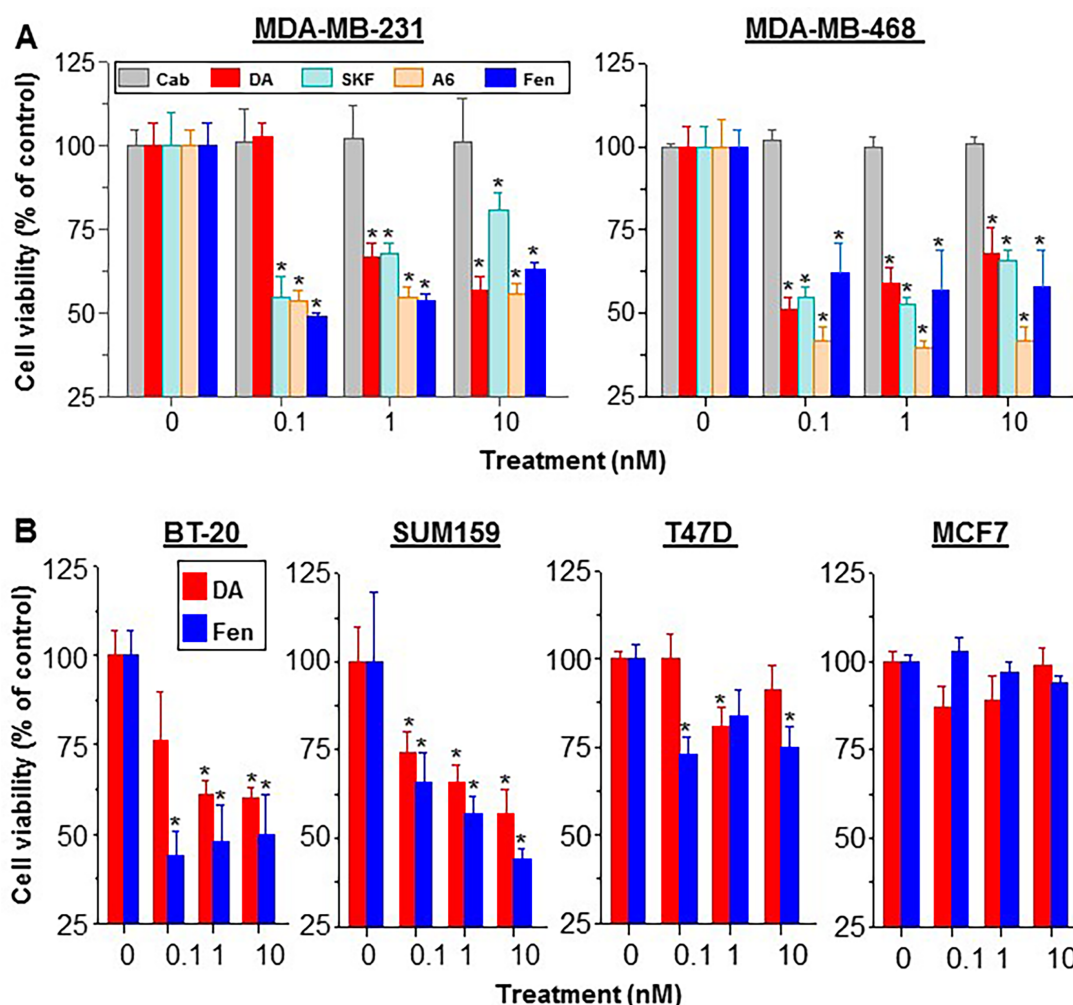 A
MDA-MB-231
MDA-MB-468
Cell viability (% of control)
125
100
75
50
25
Cab DA SKF A6 Fen
* * *
* * * *
* * * *
0 0.1 1 10
125
100
75
50
25
* * * *
* * * *
* * * *
0 0.1 1 10
Treatment (nM)
B
BT-20
SUM159
T47D
MCF7
Cell viability (% of control)
125
100
75
50
25
DA
Fen
*
* *
* *
0 0.1 1 10
125
100
75
50
25
* *
* *
* *
0 0.1 1 10
125
100
75
50
25
*
*
*
0 0.1 1 10
125
100
75
50
25
0 0.1 1 10
Treatment (nM)